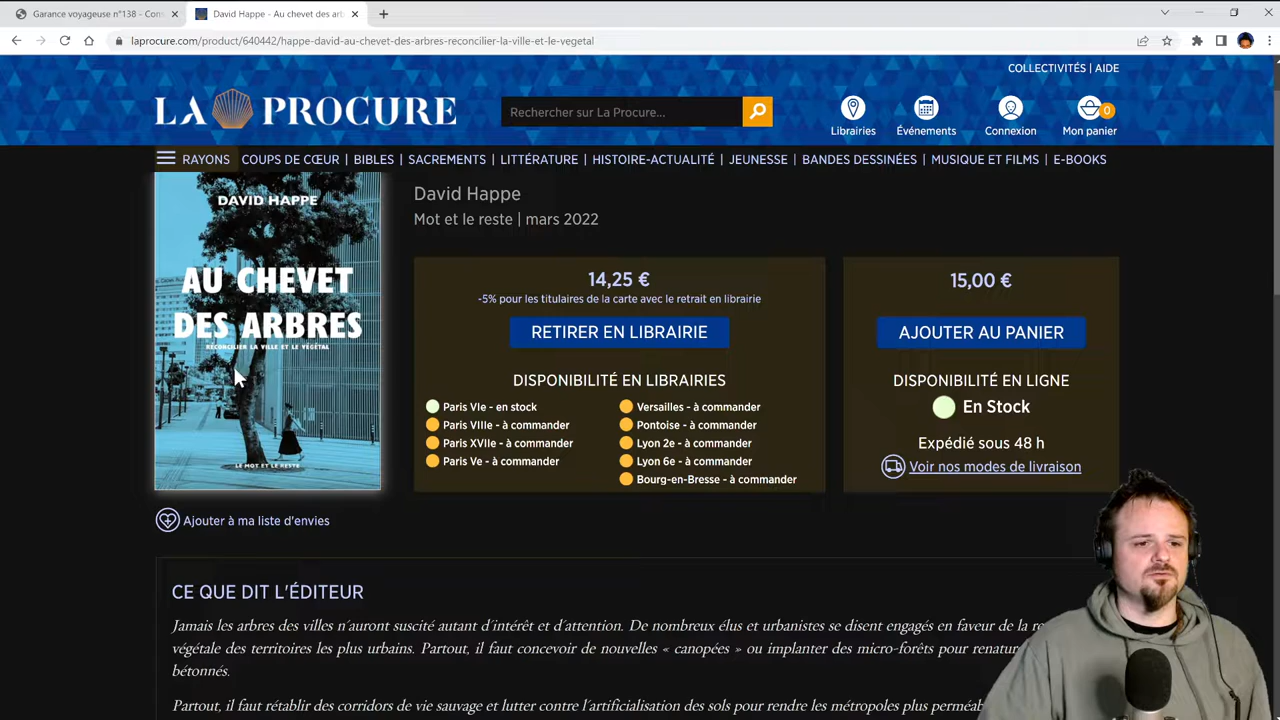 Garance voyageuse n°138 - Con
David Happe - Au chevet des arb
laprocure.com/product/640442/happe-david-au-chevet-des-arbres-reconcilier-la-ville-et-le-vegetal
COLLECTIVITÉS | AIDE
LA PROCURE
Rechercher sur La Procure...
0
Librairies Événements Connexion Mon panier
RAYONS COUPS DE CŒUR | BIBLES | SACREMENTS | LITTÉRATURE | HISTOIRE-ACTUALITÉ | JEUNESSE | BANDES DESSINÉES | MUSIQUE ET FILMS | E-BOOKS
DAVID HAPPE
AU CHEVET
DES ARBRES
RÉCONCILIER LA VILLE ET LE VÉGÉTAL
LE MOT ET LE RESTE
David Happe
Mot et le reste | mars 2022
14,25 €
-5% pour les titulaires de la carte avec le retrait en librairie
RETIRER EN LIBRAIRIE
DISPONIBILITÉ EN LIBRAIRIES
Paris VIe - en stock
Paris VIIIe - à commander
Paris XVIIe - à commander
Paris Ve - à commander
Versailles - à commander
Pontoise - à commander
Lyon 2e - à commander
Lyon 6e - à commander
Bourg-en-Bresse - à commander
15,00 €
AJOUTER AU PANIER
DISPONIBILITÉ EN LIGNE
En Stock
Expédié sous 48 h
Voir nos modes de livraison
Ajouter à ma liste d'envies
CE QUE DIT L'ÉDITEUR
Jamais les arbres des villes n'auront suscité autant d'intérêt et d'attention. De nombreux élus et urbanistes se disent engagés en faveur de la re
végétale des territoires les plus urbains. Partout, il faut concevoir de nouvelles « canopées » ou implanter des micro-forêts pour renatur
bétonnés.
Partout, il faut rétablir des corridors de vie sauvage et lutter contre l'artificialisation des sols pour rendre les métropoles plus perméab